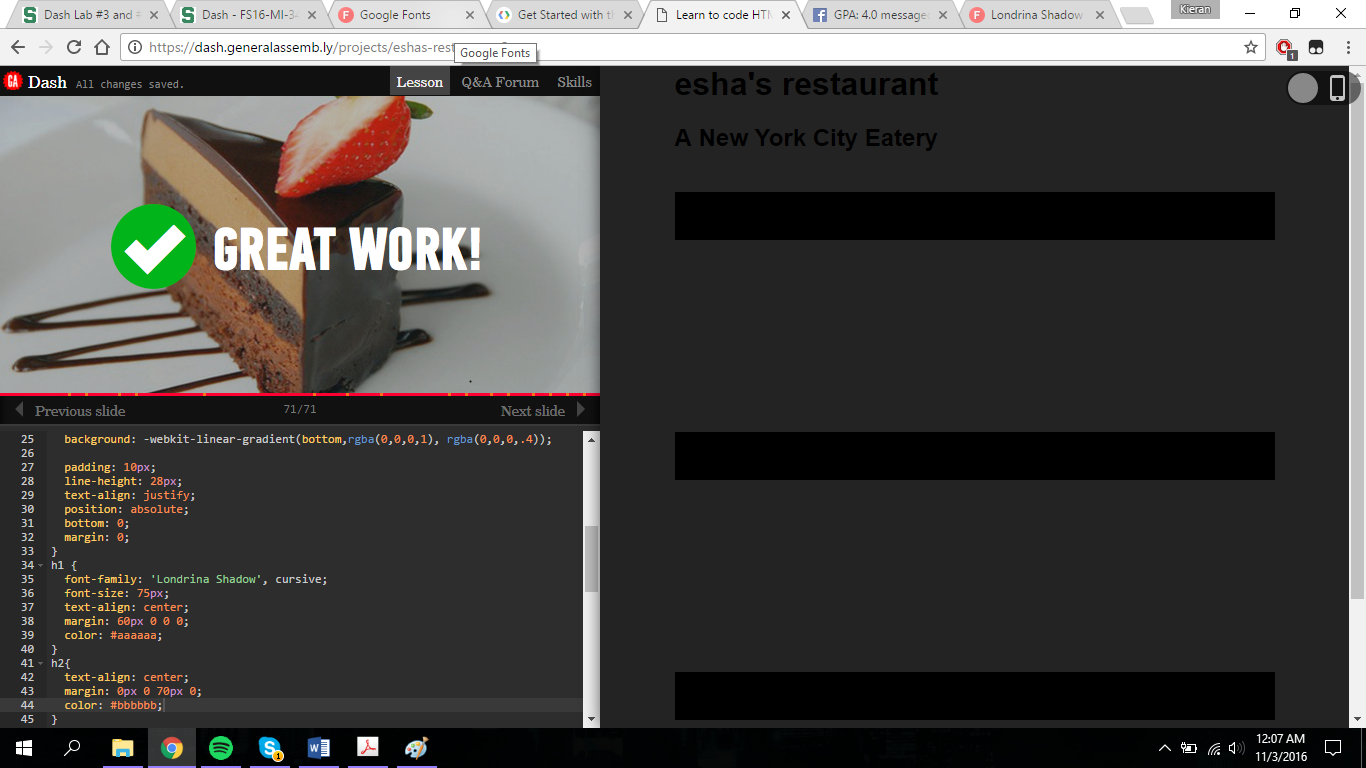 Kieran
Dash Lab #3 and #
Dash - FS16-MI-34
Google Fonts
Get Started with th
Learn to code HTM
GPA: 4.0 message
Londrina Shadow
https://dash.generalassemb.ly/projects/eshas-rest
Google Fonts
1
GA Dash All changes saved.
Lesson Q&A Forum Skills
GREAT WORK!
Previous slide 71/71 Next slide
25 background: -webkit-linear-gradient(bottom,rgba(0,0,0,1), rgba(0,0,0,.4));
26
27 padding: 10px;
28 line-height: 28px;
29 text-align: justify;
30 position: absolute;
31 bottom: 0;
32 margin: 0;
33 }
34 h1 {
35 font-family: 'Londrina Shadow', cursive;
36 font-size: 75px;
37 text-align: center;
38 margin: 60px 0 0 0;
39 color: #aaaaaa;
40 }
41 h2{
42 text-align: center;
43 margin: 0px 0 70px 0;
44 color: #bbbbbb;
45 }
esha's restaurant
A New York City Eatery
1
12:07 AM
11/3/2016